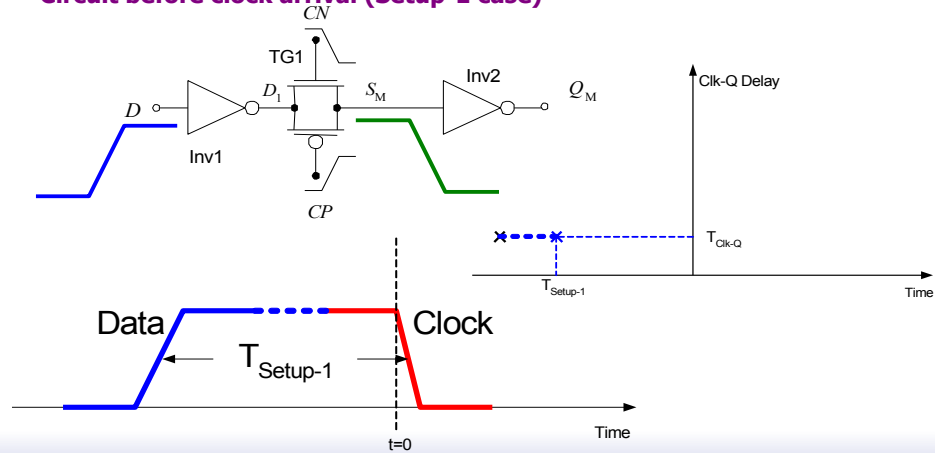 Circuit before clock arrival (Setup-1 case)
CN
TG1
Inv2
D
D1
SM
QM
Inv1
CP
Clk-Q Delay
TClk-Q
TSetup-1
Time
Data
Clock
TSetup-1
Time
t=0